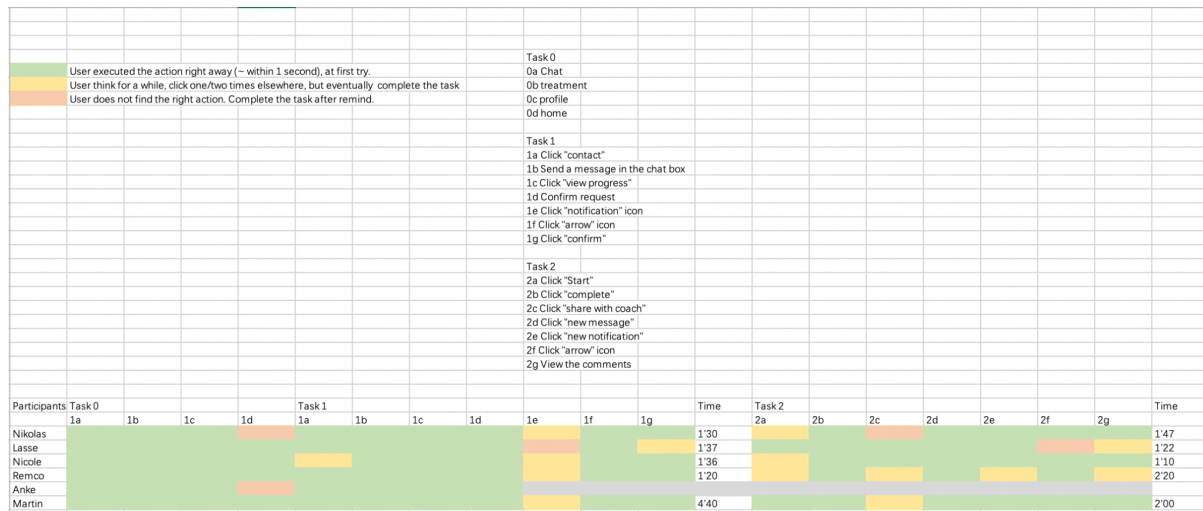 Task 0
User executed the action right away (~ within 1 second), at first try.
0a Chat
User think for a while, click one/two times elsewhere, but eventually complete the task
0b treatment
User does not find the right action. Complete the task after remind.
0c profile
0d home
Task 1
1a Click "contact"
1b Send a message in the chat box
1c Click "view progress"
1d Confirm request
1e Click "notification" icon
1f Click "arrow" icon
1g Click "confirm"
Task 2
2a Click "Start"
2b Click "complete"
2c Click "share with coach"
2d Click "new message"
2e Click "new notification"
2f Click "arrow" icon
2g View the comments
Participants Task 0 Task 1 Time Task 2 Time
1a 1b 1c 1d 1a 1b 1c 1d 1e 1f 1g 2a 2b 2c 2d 2e 2f 2g
Nikolas 1'30 1'47
Lasse 1'37 1'22
Nicole 1'36 1'10
Remco 1'20 2'20
Anke
Martin 4'40 2'00